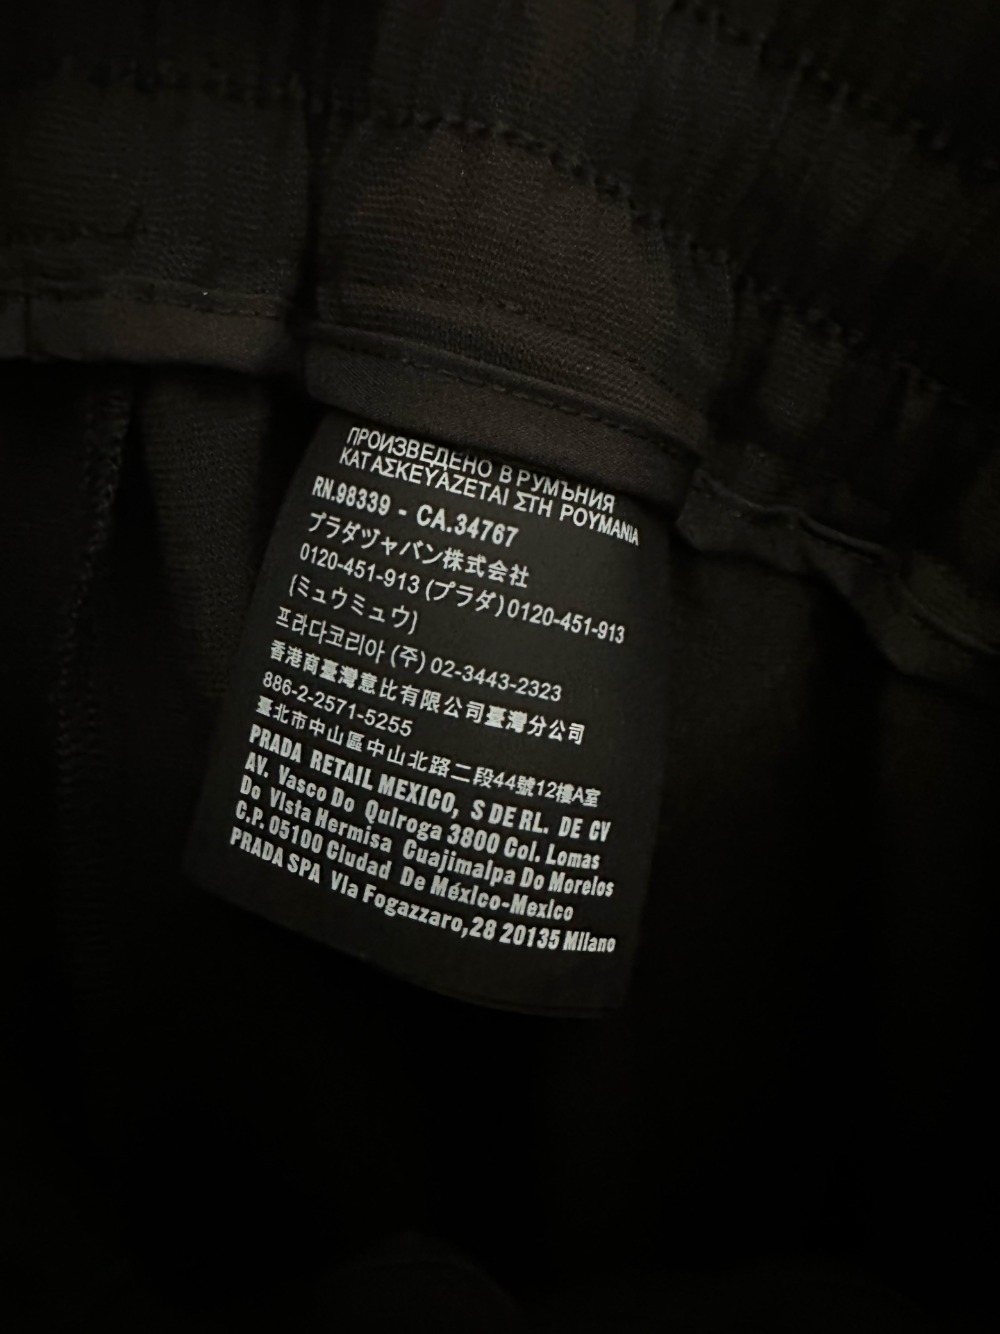 ПРОИЗВЕДЕНО В РУМЪНИЯ
ΚΑΤΑΣΚΕΥΑΖΕΤΑΙ ΣΤΗ ΡΟΥΜΑΝΙΑ
RN.98339 - CA.34767
プラダヅャパン株式会社
0120-451-913 (プラダ) 0120-451-913
(ミュウミュウ)
프라다코리아 (주) 02-3443-2323
香港商臺灣意比有限公司臺灣分公司
886-2-2571-5255
臺北市中山區中山北路二段44號12樓A室
PRADA RETAIL MEXICO, S DE RL. DE CV
AV. Vasco Do Quiroga 3800 Col. Lomas
Do Vista Hermisa Cuajimalpa Do Morelos
C.P. 05100 Cludad De México-Mexico
PRADA SPA Via Fogazzaro,28 20135 Milano